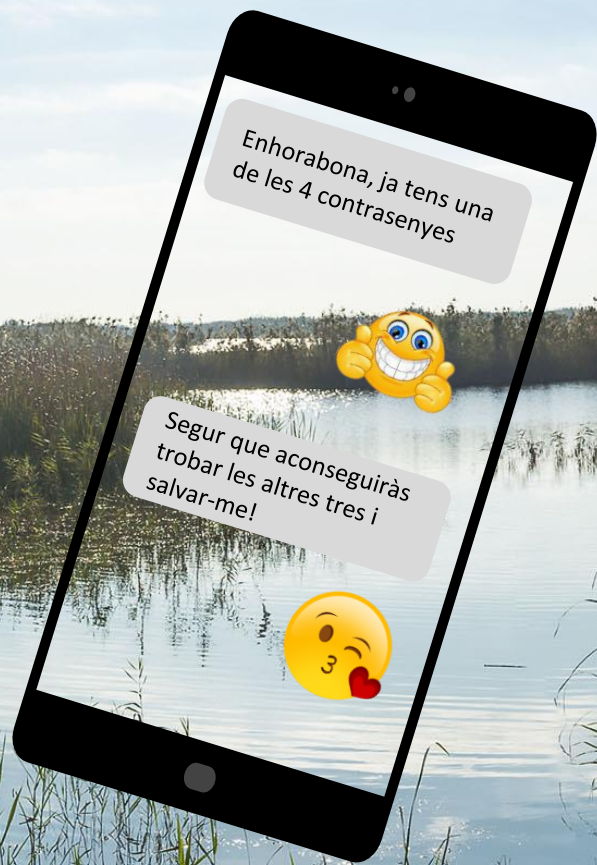 Enhorabona, ja tens una
de les 4 contrasenyes
Segur que aconseguiràs
trobar les altres tres i
salvar-me!